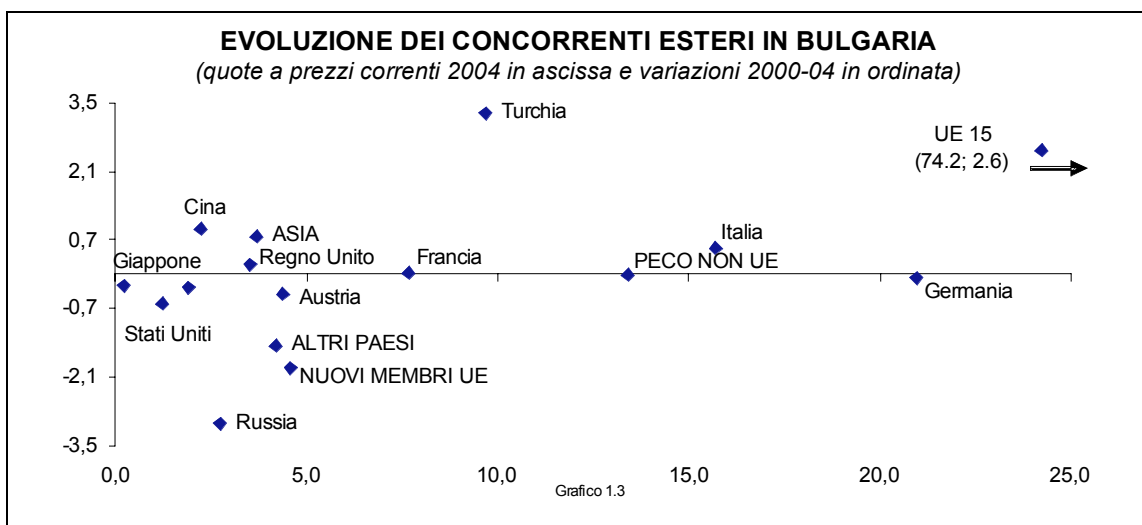 EVOLUZIONE DEI CONCORRENTI ESTERI IN BULGARIA
(quote a prezzi correnti 2004 in ascissa e variazioni 2000-04 in ordinata)
3,5
Turchia
UE 15
(74.2; 2.6)
2,1
Cina
0,7
ASIA
Italia
Giappone
Regno Unito
Francia
PECO NON UE
-0,7
Austria
Germania
Stati Uniti
ALTRI PAESI
-2,1
NUOVI MEMBRI UE
Russia
-3,5
0,0
5,0
10,0
15,0
20,0
25,0
Grafico 1.3